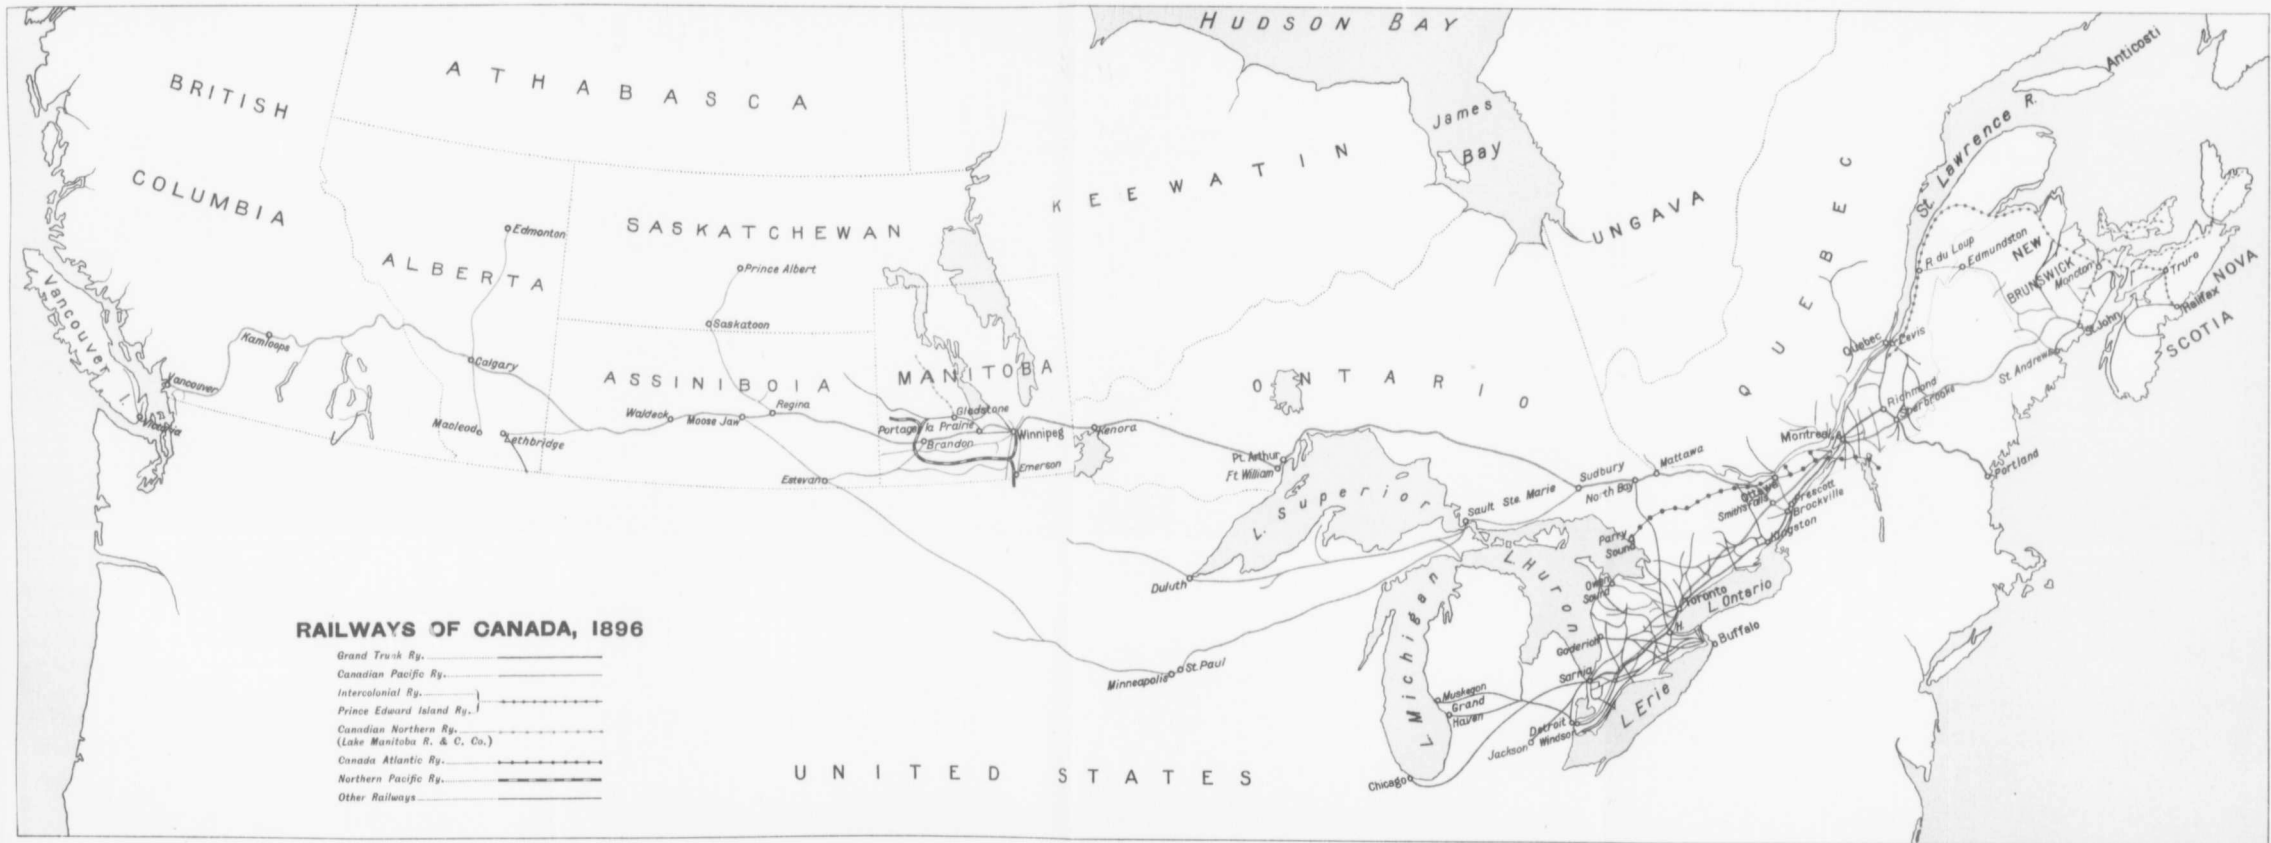 HUDSON BAY
Anticosti
BRITISH
ATHABASCA
James
Bay
St. Lawrence R.
COLUMBIA
KEEWATIN
UNGAVA
QUEBEC
SASKATCHEWAN
Edmonton
ALBERTA
Prince Albert
R. du Loup
Edmundston
NEW
BRUNSWICK
Moncton
Truro
NOVA
SCOTIA
Halifax
St. John
St. Andrews
Vancouver I.
Kamloops
Saskatoon
Calgary
Vancouver
Victoria
ASSINIBOIA
MANITOBA
ONTARIO
Quebec
Levis
Richmond
Sherbrooke
Macleod
Lethbridge
Waldeck
Moose Jaw
Regina
Gladstone
Portage la Prairie
Brandon
Winnipeg
Kenora
Emerson
Estevan
Pt. Arthur
Ft William
Sudbury
Mattawa
North Bay
Montreal
Portland
Ottawa
Smiths Falls
Prescott
Brockville
Kingston
L. Superior
Sault Ste. Marie
Parry
Sound
Duluth
L. Huron
Owen
Sound
Toronto
L. Ontario
H.
Buffalo
Goderich
Sarnia
L. Michigan
Minneapolis
St. Paul
Muskegon
Grand
Haven
Detroit
Windsor
Jackson
L. Erie
Chicago
UNITED STATES
RAILWAYS OF CANADA, 1896
Grand Trunk Ry.
Canadian Pacific Ry.
Intercolonial Ry.
Prince Edward Island Ry.
Canadian Northern Ry.
(Lake Manitoba R. & C. Co.)
Canada Atlantic Ry.
Northern Pacific Ry.
Other Railways